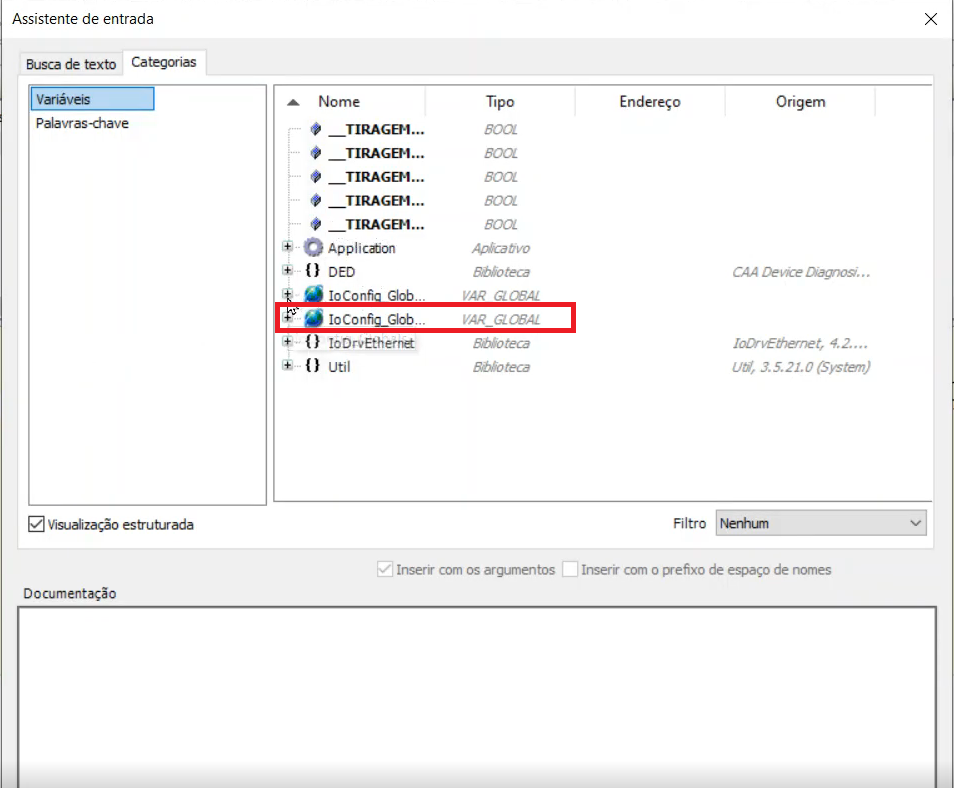 Assistente de entrada
Busca de texto Categorias
Variáveis
Palavras-chave
Nome Tipo Endereço Origem
__TIRAGEM... BOOL
__TIRAGEM... BOOL
__TIRAGEM... BOOL
__TIRAGEM... BOOL
__TIRAGEM... BOOL
Application Aplicativo
{} DED Biblioteca CAA Device Diagnosi...
IoConfig_Glob... VAR_GLOBAL
IoConfig_Glob... VAR_GLOBAL
{} IoDrvEthernet Biblioteca IoDrvEthernet, 4.2....
{} Util Biblioteca Util, 3.5.21.0 (System)
Visualização estruturada
Filtro Nenhum
Inserir com os argumentos Inserir com o prefixo de espaço de nomes
Documentação